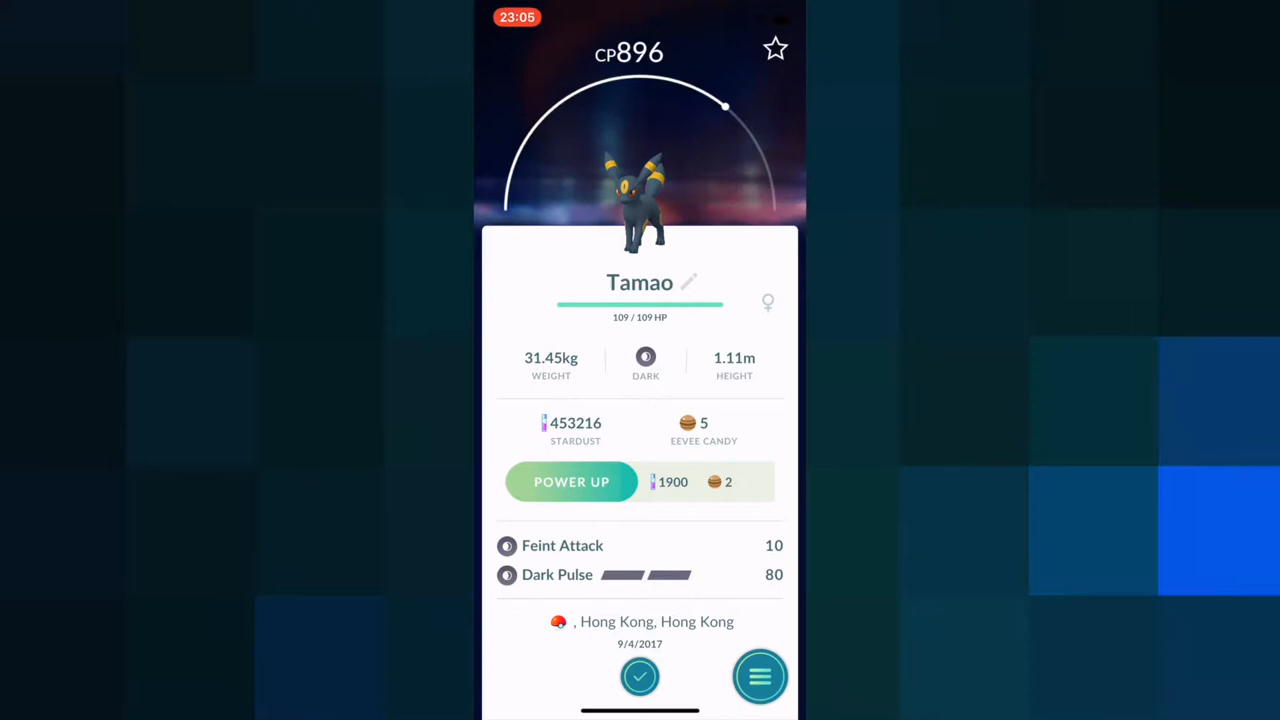 23:05
CP896
Tamao
109 / 109 HP
31.45kg
WEIGHT
DARK
1.11m
HEIGHT
453216
STARDUST
5
EEVEE CANDY
POWER UP 1900 2
Feint Attack 10
Dark Pulse 80
, Hong Kong, Hong Kong
9/4/2017